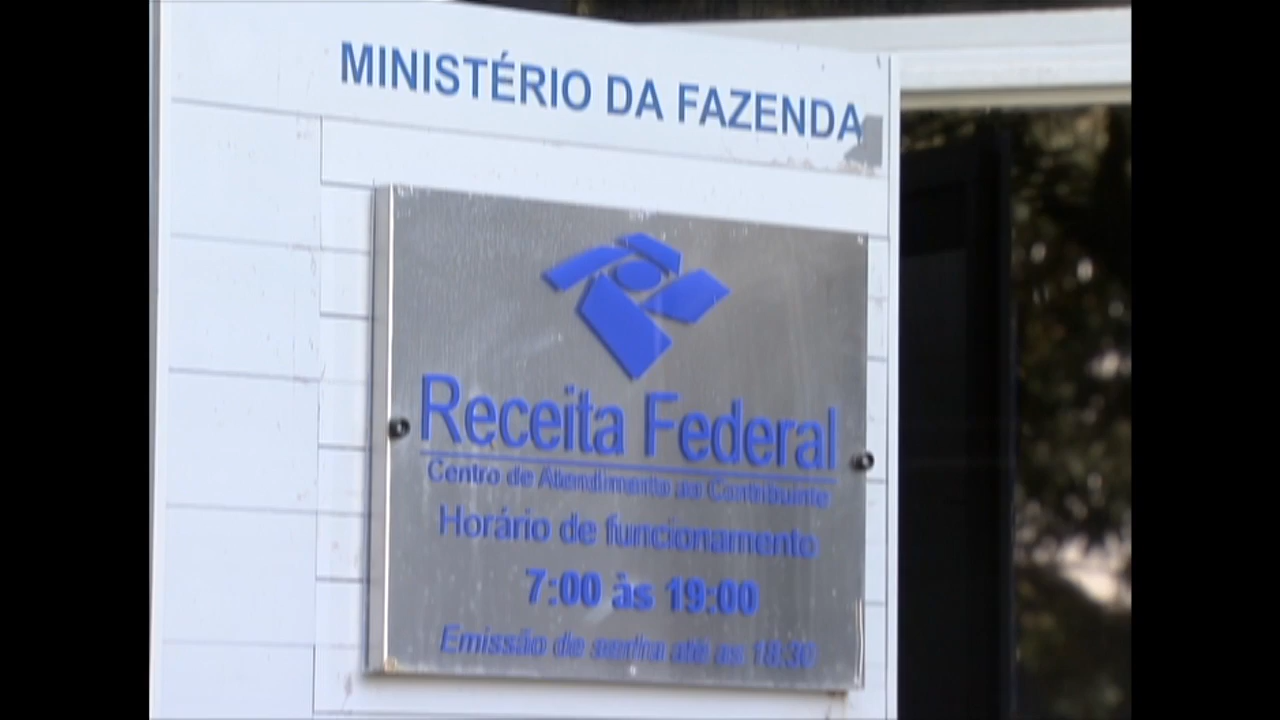 MINISTÉRIO DA FAZENDA
Receita Federal
Centro de Atendimento ao Contribuinte
Horário de funcionamento
7:00 às 19:00
Emissão de senha até as 18:30